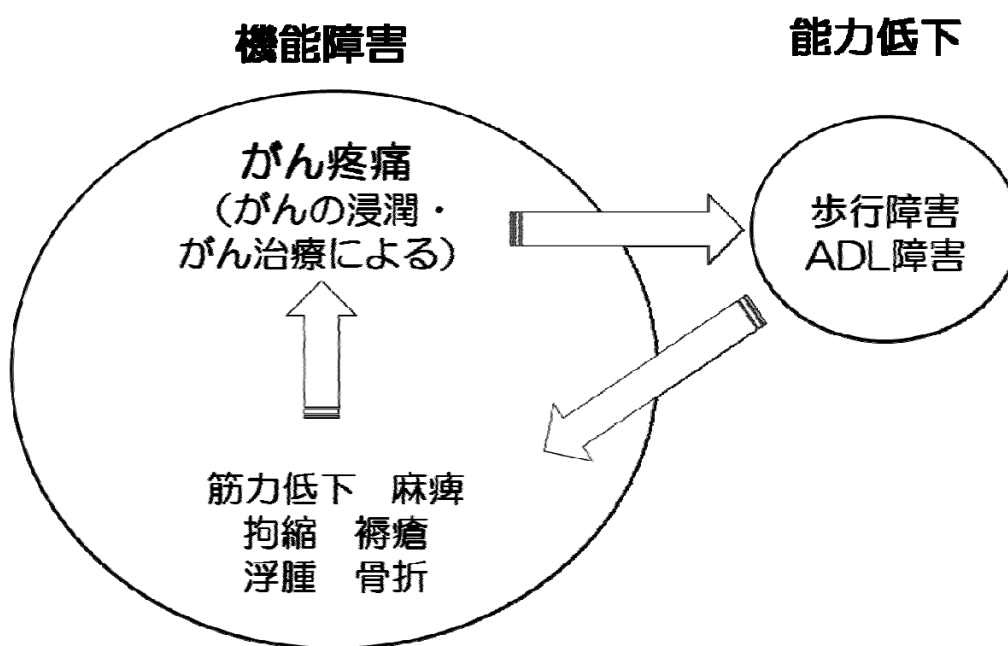 機能障害
能力低下
がん疼痛
（がんの浸潤・
がん治療による）
歩行障害
ADL障害
筋力低下　麻痺
拘縮　褥瘡
浮腫　骨折